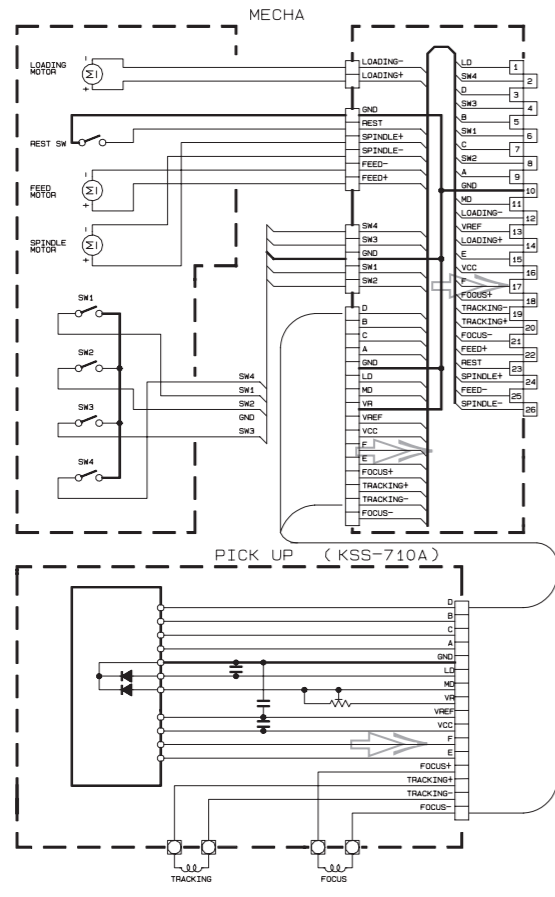 MECHA
LOADING
MOTOR
REST SW
FEED
MOTOR
SPINDLE
MOTOR
SW1
SW2
SW3
SW4
SW4
SW1
SW2
GND
SW3
LOADING-
LOADING+
GND
REST
SPINDLE+
SPINDLE-
FEED-
FEED+
SW4
SW3
GND
SW1
SW2
D
B
C
A
GND
LD
MD
VR
VREF
VCC
F
E
FOCUS+
TRACKING+
TRACKING-
FOCUS-
LD 1
SW4 2
D 3
SW3 4
B 5
SW1 6
C 7
SW2 8
A 9
GND 10
MD 11
LOADING- 12
VREF 13
LOADING+ 14
E 15
VCC 16
F 17
FOCUS+ 18
TRACKING- 19
TRACKING+ 20
FOCUS- 21
FEED+ 22
REST 23
SPINDLE+ 24
FEED- 25
SPINDLE- 26
PICK UP (KSS-710A)
D
B
C
A
GND
LD
MD
VR
VREF
VCC
F
E
FOCUS+
TRACKING+
TRACKING-
FOCUS-
TRACKING
FOCUS